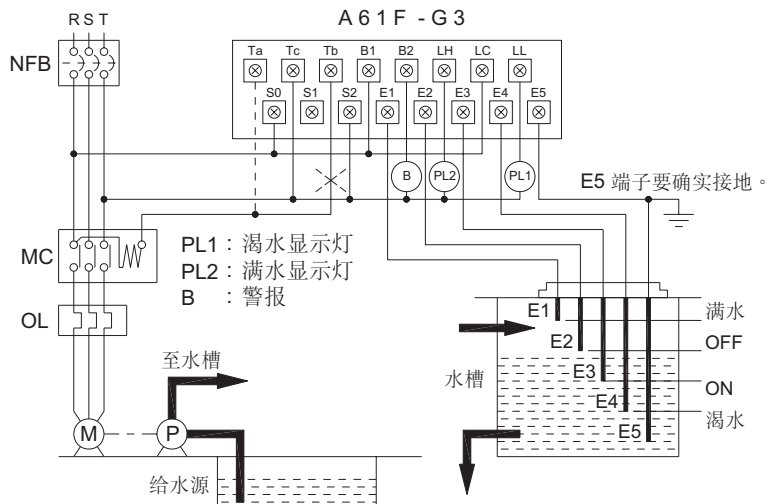 A61F-G3
R S T
NFB
Ta Tc Tb B1 B2 LH LC LL
S0 S1 S2 E1 E2 E3 E4 E5
B PL2 PL1
E5 端子要确实接地。
MC
PL1：渴水显示灯
PL2：满水显示灯
B：警报
OL
E1 满水
E2 OFF
至水槽
水槽
E3 ON
E4 渴水
E5
M P
给水源